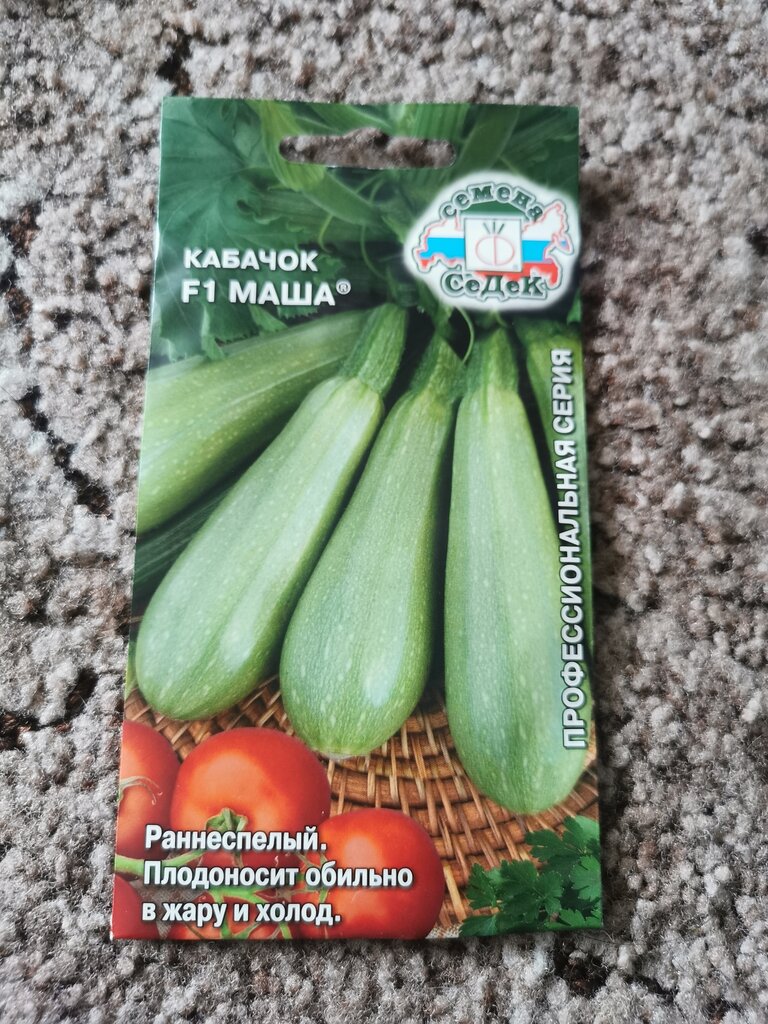 КАБАЧОК
F1 МАША®
семена
СеДеК
ПРОФЕССИОНАЛЬНАЯ СЕРИЯ
Раннеспелый.
Плодоносит обильно
в жару и холод.